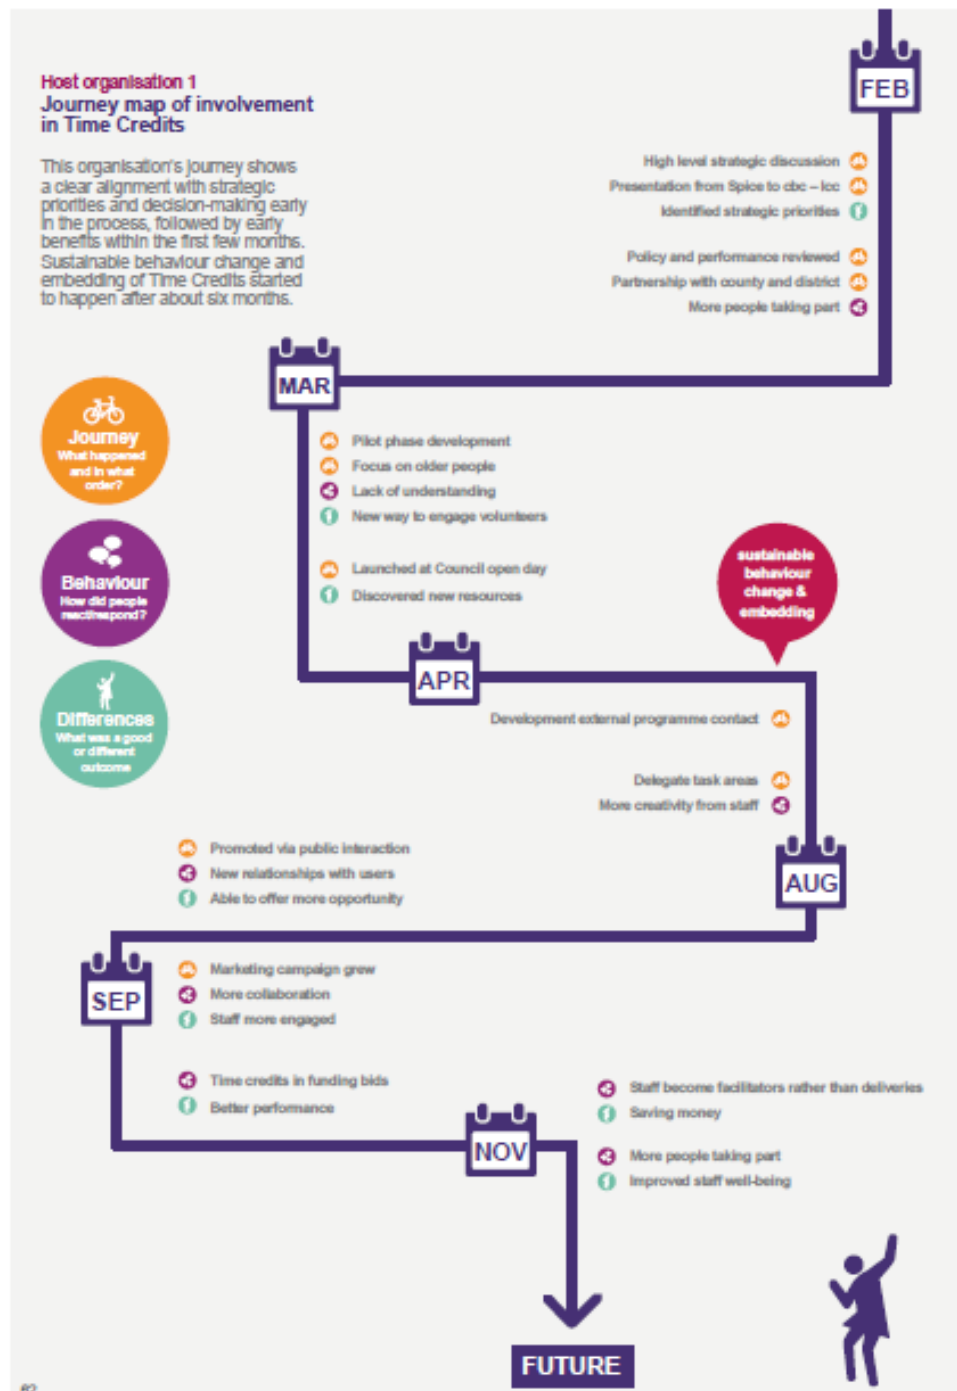 Host organisation 1
Journey map of involvement
in Time Credits
This organisation's journey shows
a clear alignment with strategic
priorities and decision-making early
in the process, followed by early
benefits within the first few months.
Sustainable behaviour change and
embedding of Time Credits started
to happen after about six months.
FEB
High level strategic discussion
Presentation from Spice to cbc – lcc
Identified strategic priorities
Policy and performance reviewed
Partnership with county and district
More people taking part
MAR
Journey
What happened
and in what
order?
Behaviour
How did people
react/respond?
Differences
What was a good
or different
outcome
Pilot phase development
Focus on older people
Lack of understanding
New way to engage volunteers
Launched at Council open day
Discovered new resources
sustainable
behaviour
change &
embedding
APR
Development external programme contact
Delegate task areas
More creativity from staff
AUG
Promoted via public interaction
New relationships with users
Able to offer more opportunity
SEP
Marketing campaign grew
More collaboration
Staff more engaged
Time credits in funding bids
Better performance
NOV
Staff become facilitators rather than deliveries
Saving money
More people taking part
Improved staff well-being
FUTURE